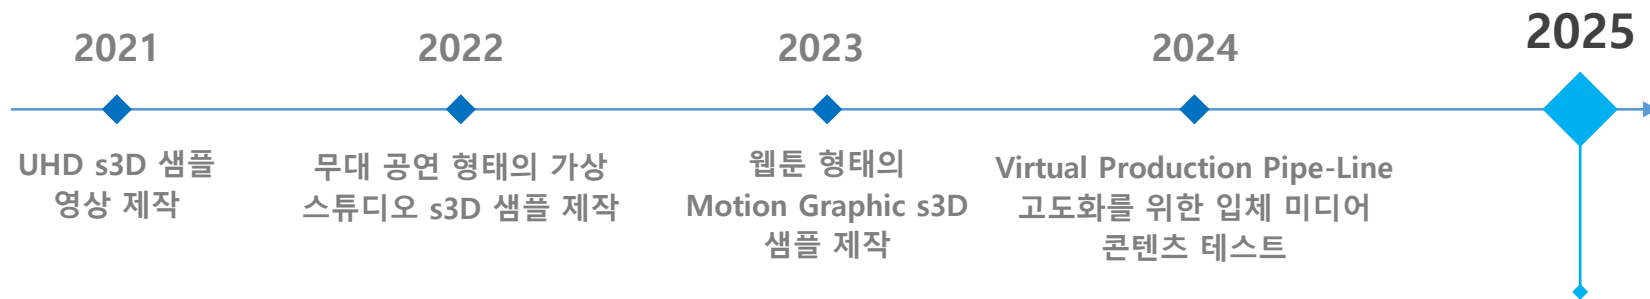 2021
UHD s3D 샘플
영상 제작
2022
무대 공연 형태의 가상
스튜디오 s3D 샘플 제작
2023
웹툰 형태의
Motion Graphic s3D
샘플 제작
2024
Virtual Production Pipe-Line
고도화를 위한 입체 미디어
콘텐츠 테스트
2025